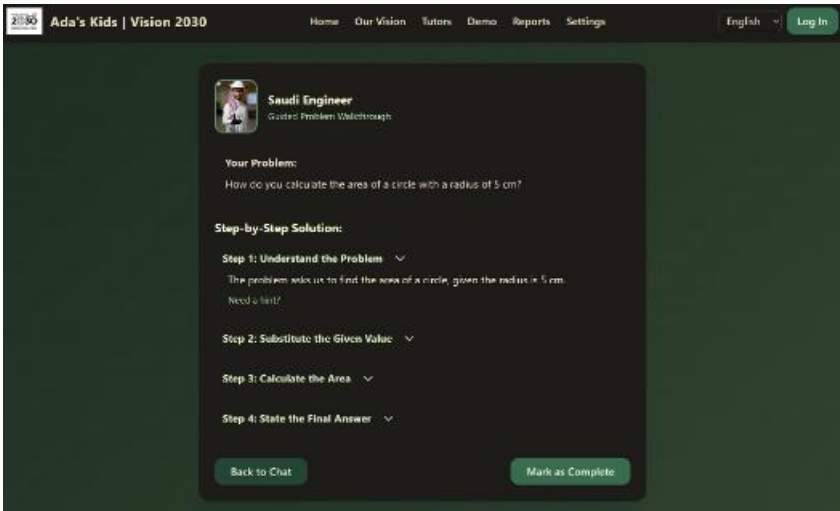 2030
Ada's Kids | Vision 2030
Home Our Vision Tutors Demo Reports Settings
English
Log In
Saudi Engineer
Guided Problem Walkthrough
Your Problem:
How do you calculate the area of a circle with a radius of 5 cm?
Step-by-Step Solution:
Step 1: Understand the Problem
The problem asks us to find the area of a circle, given the radius is 5 cm.
Need a hint?
Step 2: Substitute the Given Value
Step 3: Calculate the Area
Step 4: State the Final Answer
Back to Chat
Mark as Complete